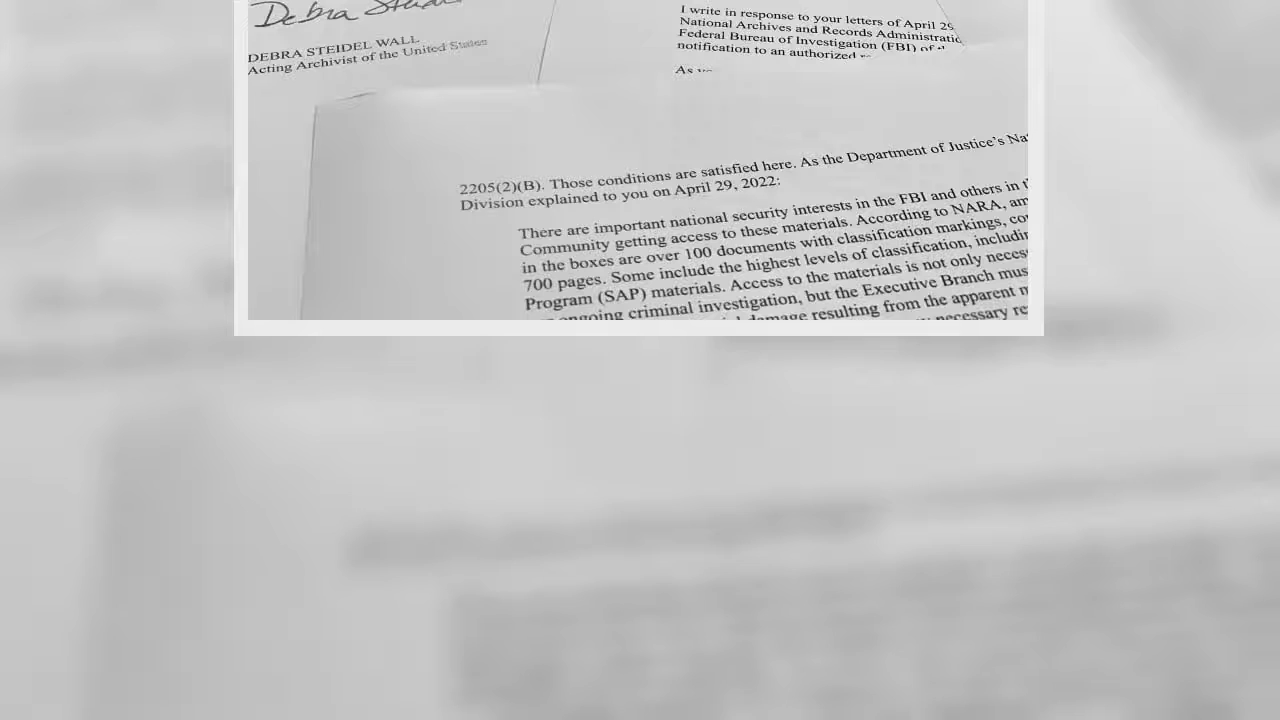 Debra Steidel
DEBRA STEIDEL WALL
Acting Archivist of the United States
I write in response to your letters of April 29
National Archives and Records Administratio
Federal Bureau of Investigation (FBI) of
notification to an authorized
As
2205(2)(B). Those conditions are satisfied here. As the Department of Justice's Na
Division explained to you on April 29, 2022:
There are important national security interests in the FBI and others in t
Community getting access to these materials. According to NARA, am
in the boxes are over 100 documents with classification markings, co
700 pages. Some include the highest levels of classification, includin
Program (SAP) materials. Access to the materials is not only neces
ongoing criminal investigation, but the Executive Branch mus
damage resulting from the apparent
necessary re